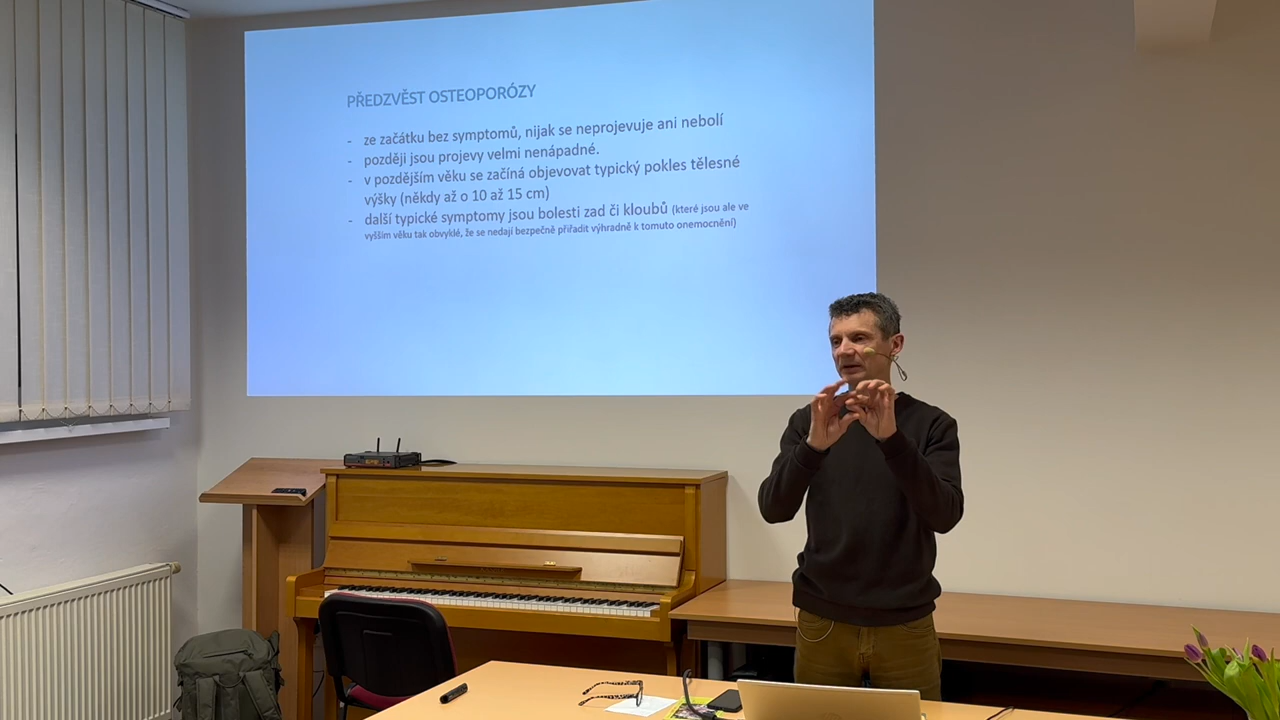 PŘEDZVĚST OSTEOPORÓZY
- ze začátku bez symptomů, nijak se neprojevuje ani nebolí
- později jsou projevy velmi nenápadné.
- v pozdějším věku se začíná objevovat typický pokles tělesné
výšky (někdy až o 10 až 15 cm)
- další typické symptomy jsou bolesti zad či kloubů (které jsou ale ve
vyšším věku tak obvyklé, že se nedají bezpečně přiřadit výhradně k tomuto onemocnění)